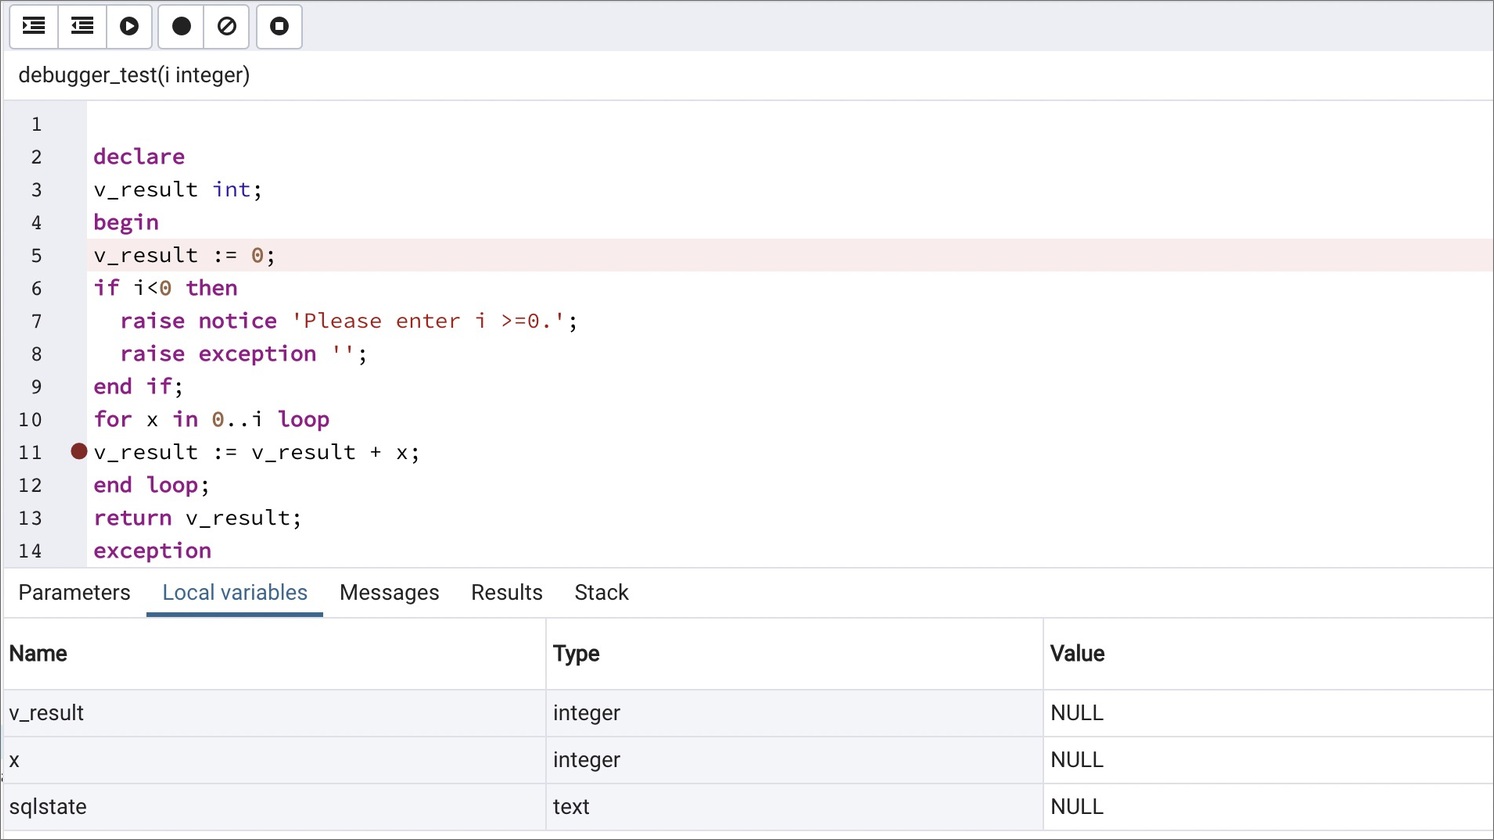 debugger_test(i integer)
1
2 declare
3 v_result int;
4 begin
5 v_result := 0;
6 if i<0 then
7   raise notice 'Please enter i >=0.';
8   raise exception '';
9 end if;
10 for x in 0..i loop
11 v_result := v_result + x;
12 end loop;
13 return v_result;
14 exception
Parameters Local variables Messages Results Stack
Name Type Value
v_result integer NULL
x integer NULL
sqlstate text NULL